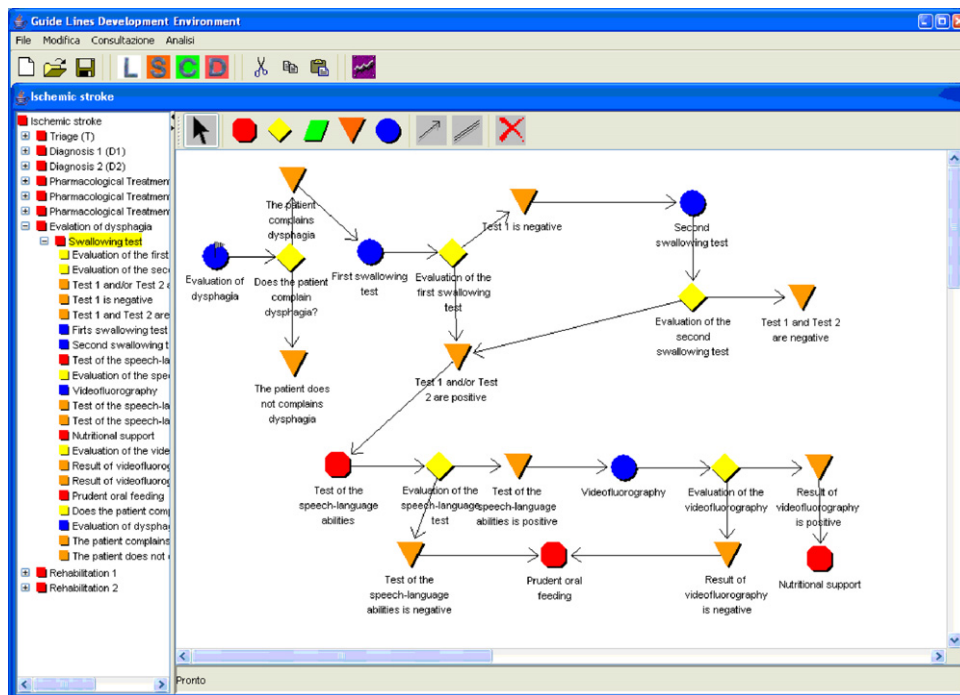 Guide Lines Development Environment
File Modifica Consultazione Analisi
L S C D
Ischemic stroke
Ischemic stroke
Triage (T)
Diagnosis 1 (D1)
Diagnosis 2 (D2)
Pharmacological Treatmen
Pharmacological Treatmen
Pharmacological Treatmen
Evalation of dysphagia
Swallowing test
Evaluation of the first
Evaluation of the sec
Test 1 and/or Test 2
Test 1 is negative
Test 1 and Test 2 are
Firts swallowing test
Second swallowing t
Test of the speech-la
Evaluation of the spe
Videofluorography
Test of the speech-la
Test of the speech-la
Nutritional support
Evaluation of the vide
Result of videofluorog
Result of videofluorog
Prudent oral feeding
Does the patient comp
Evaluation of dyspha
The patient complains
The patient does not
Rehabilitation 1
Rehabilitation 2
The patient
complains
dysphagia
Test 1 is negative
Second
swallowing test
Evaluation of
dysphagia
Does the patient
complain
dysphagia?
First swallowing
test
Evaluation of the
first swallowing
test
Evaluation of the
second
swallowing test
Test 1 and Test 2
are negative
The patient does
not complains
dysphagia
Test 1 and/or Test
2 are positive
Test of the
speech-language
abilities
Evaluation of the
speech-language
test
Test of the
speech-language
abilities is positive
Videofluorography
Evaluation of the
videofluorography
Result of
videofluorography
is positive
Test of the
speech-language
abilities is negative
Prudent oral
feeding
Result of
videofluorography
is negative
Nutritional support
Pronto